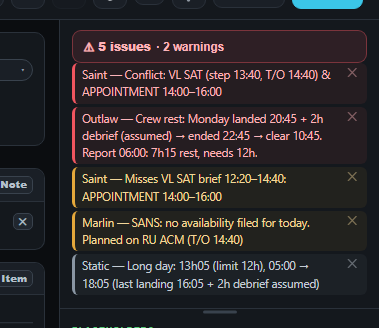 ⚠ 5 issues · 2 warnings
Saint — Conflict: VL SAT (step 13:40, T/O 14:40) &
APPOINTMENT 14:00–16:00
Outlaw — Crew rest: Monday landed 20:45 + 2h
debrief (assumed) → ended 22:45 → clear 10:45.
Report 06:00: 7h15 rest, needs 12h.
Note
Saint — Misses VL SAT brief 12:20–14:40:
APPOINTMENT 14:00–16:00
Marlin — SANS: no availability filed for today.
Planned on RU ACM (T/O 14:40)
Item
Static — Long day: 13h05 (limit 12h), 05:00 →
18:05 (last landing 16:05 + 2h debrief assumed)